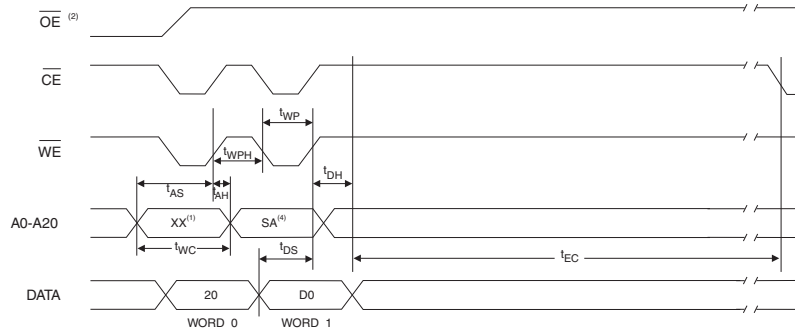 OE (2)
CE
tWP
WE
tWPH
tDH
tAS
tAH
A0-A20
XX(1)
SA(4)
tWC
tDS
tEC
DATA
20
D0
WORD 0
WORD 1